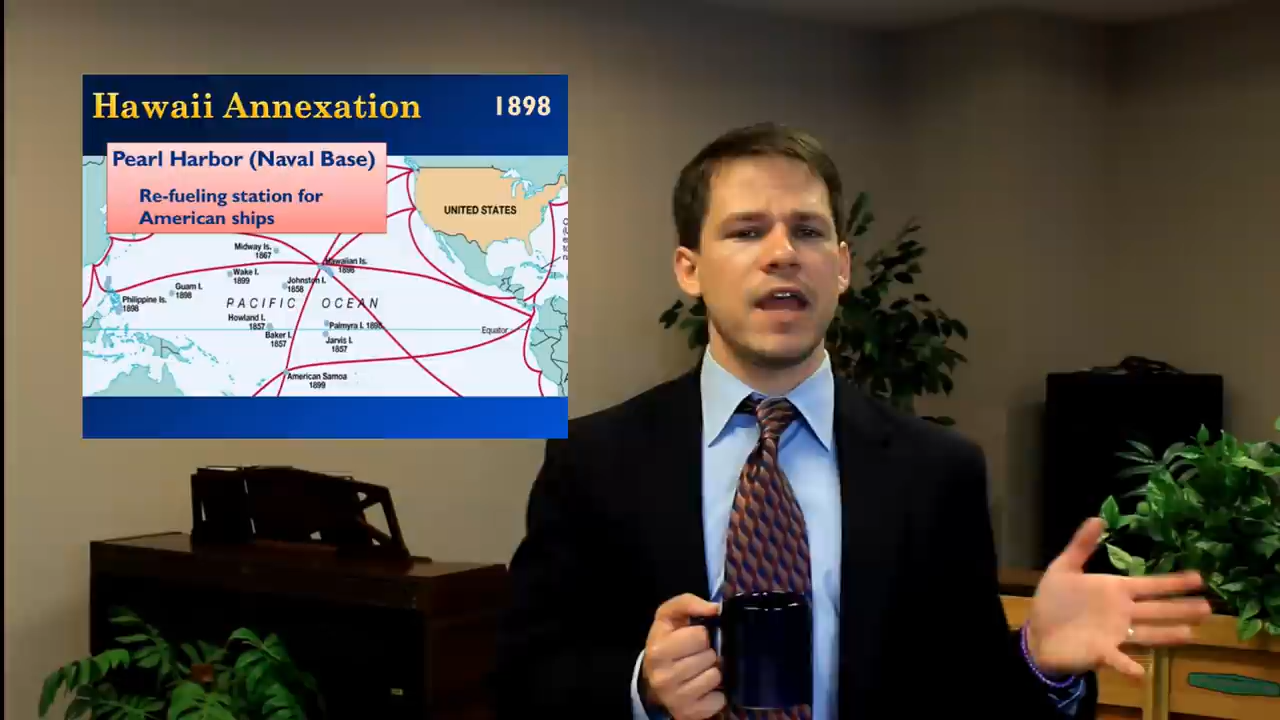 Hawaii Annexation 1898
Pearl Harbor (Naval Base)
Re-fueling station for
American ships
UNITED STATES
Midway Is.
1867
Hawaiian Is.
1898
Wake I.
1899
Johnston I.
1858
Guam I.
1898
Philippine Is.
1898
PACIFIC OCEAN
Howland I.
1857
Baker I.
1857
Palmyra I. 1898
Jarvis I.
1857
Equator
American Samoa
1899